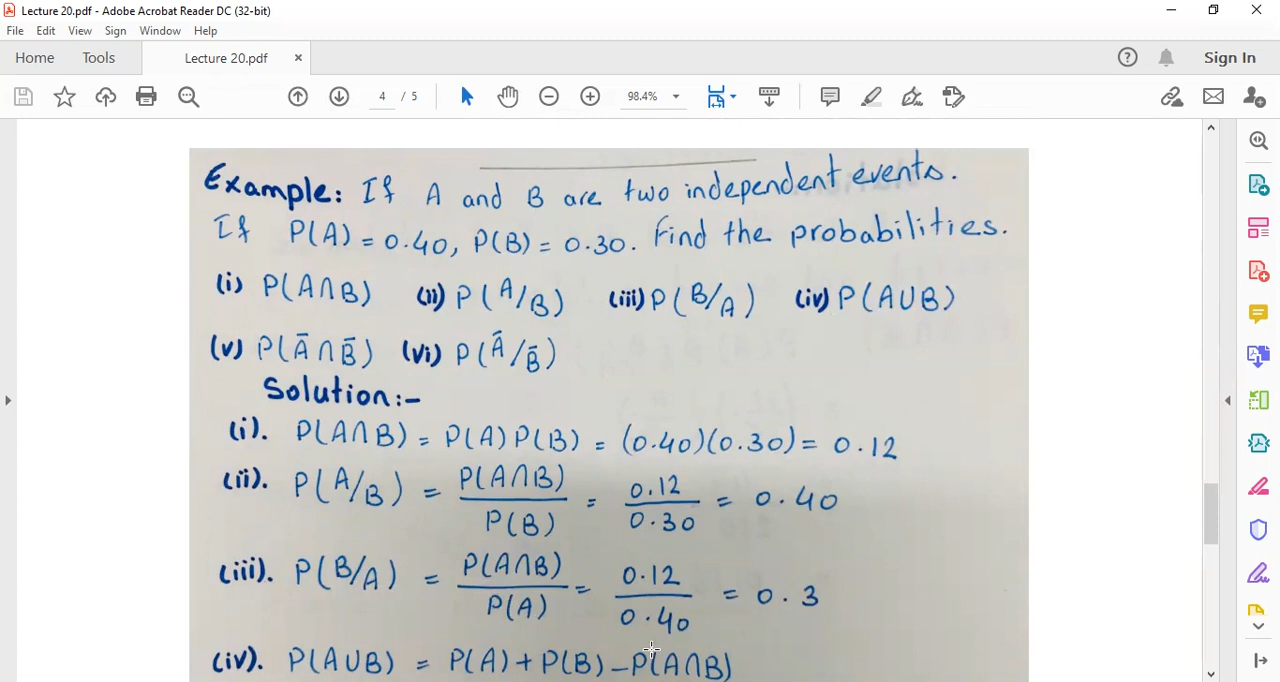 Lecture 20.pdf - Adobe Acrobat Reader DC (32-bit)
File Edit View Sign Window Help
Home Tools Lecture 20.pdf × Sign In
4 / 5 98.4%
Example: If A and B are two independent events.
If P(A) = 0.40, P(B) = 0.30. Find the probabilities.
(i) P(A∩B) (ii) P(A/B) (iii) P(B/A) (iv) P(A∪B)
(v) P(Ā∩B̄) (vi) P(Ā/B̄)
Solution:-
(i). P(A∩B) = P(A) P(B) = (0.40)(0.30) = 0.12
(ii). P(A/B) = P(A∩B)/P(B) = 0.12/0.30 = 0.40
(iii). P(B/A) = P(A∩B)/P(A) = 0.12/0.40 = 0.3
(iv). P(A∪B) = P(A) + P(B) – P(A∩B)